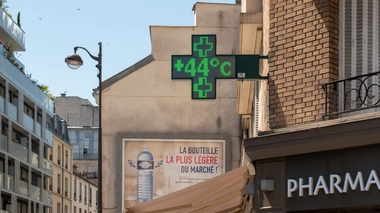 +44°C
LA BOUTEILLE
LA PLUS LÉGÈRE
DU MARCHÉ !
PHARMA